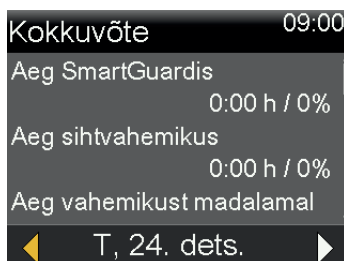 Kokkuvõte 09:00
Aeg SmartGuardis
0:00 h / 0%
Aeg sihtvahemikus
0:00 h / 0%
Aeg vahemikust madalamal
T, 24. dets.